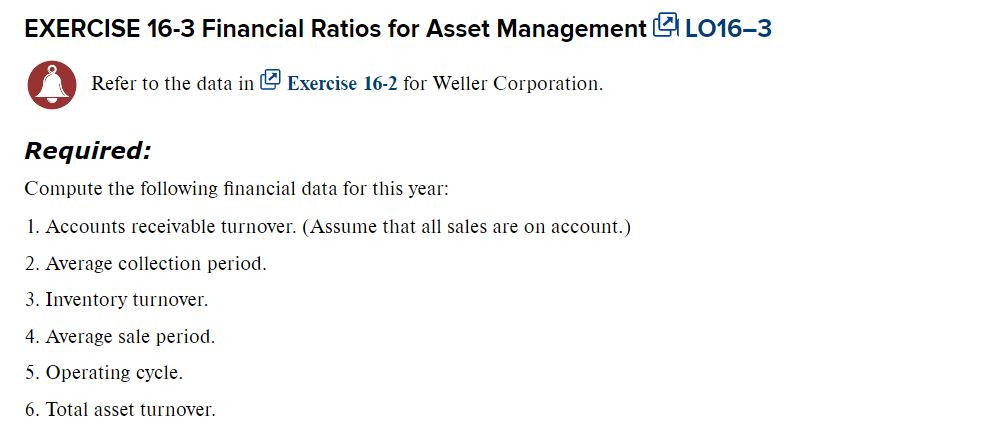 EXERCISE 16-3 Financial Ratios for Asset Management LO16–3
Refer to the data in Exercise 16-2 for Weller Corporation.
Required:
Compute the following financial data for this year:
1. Accounts receivable turnover. (Assume that all sales are on account.)
2. Average collection period.
3. Inventory turnover.
4. Average sale period.
5. Operating cycle.
6. Total asset turnover.